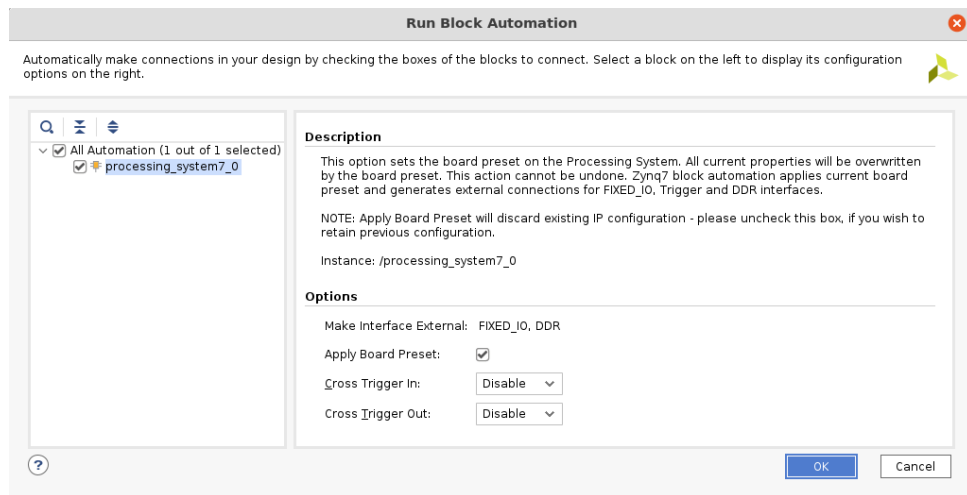 Run Block Automation
Automatically make connections in your design by checking the boxes of the blocks to connect. Select a block on the left to display its configuration
options on the right.
All Automation (1 out of 1 selected)
processing_system7_0
Description
This option sets the board preset on the Processing System. All current properties will be overwritten
by the board preset. This action cannot be undone. Zynq7 block automation applies current board
preset and generates external connections for FIXED_IO, Trigger and DDR interfaces.
NOTE: Apply Board Preset will discard existing IP configuration - please uncheck this box, if you wish to
retain previous configuration.
Instance: /processing_system7_0
Options
Make Interface External: FIXED_IO, DDR
Apply Board Preset:
Cross Trigger In: Disable
Cross Trigger Out: Disable
? OK Cancel